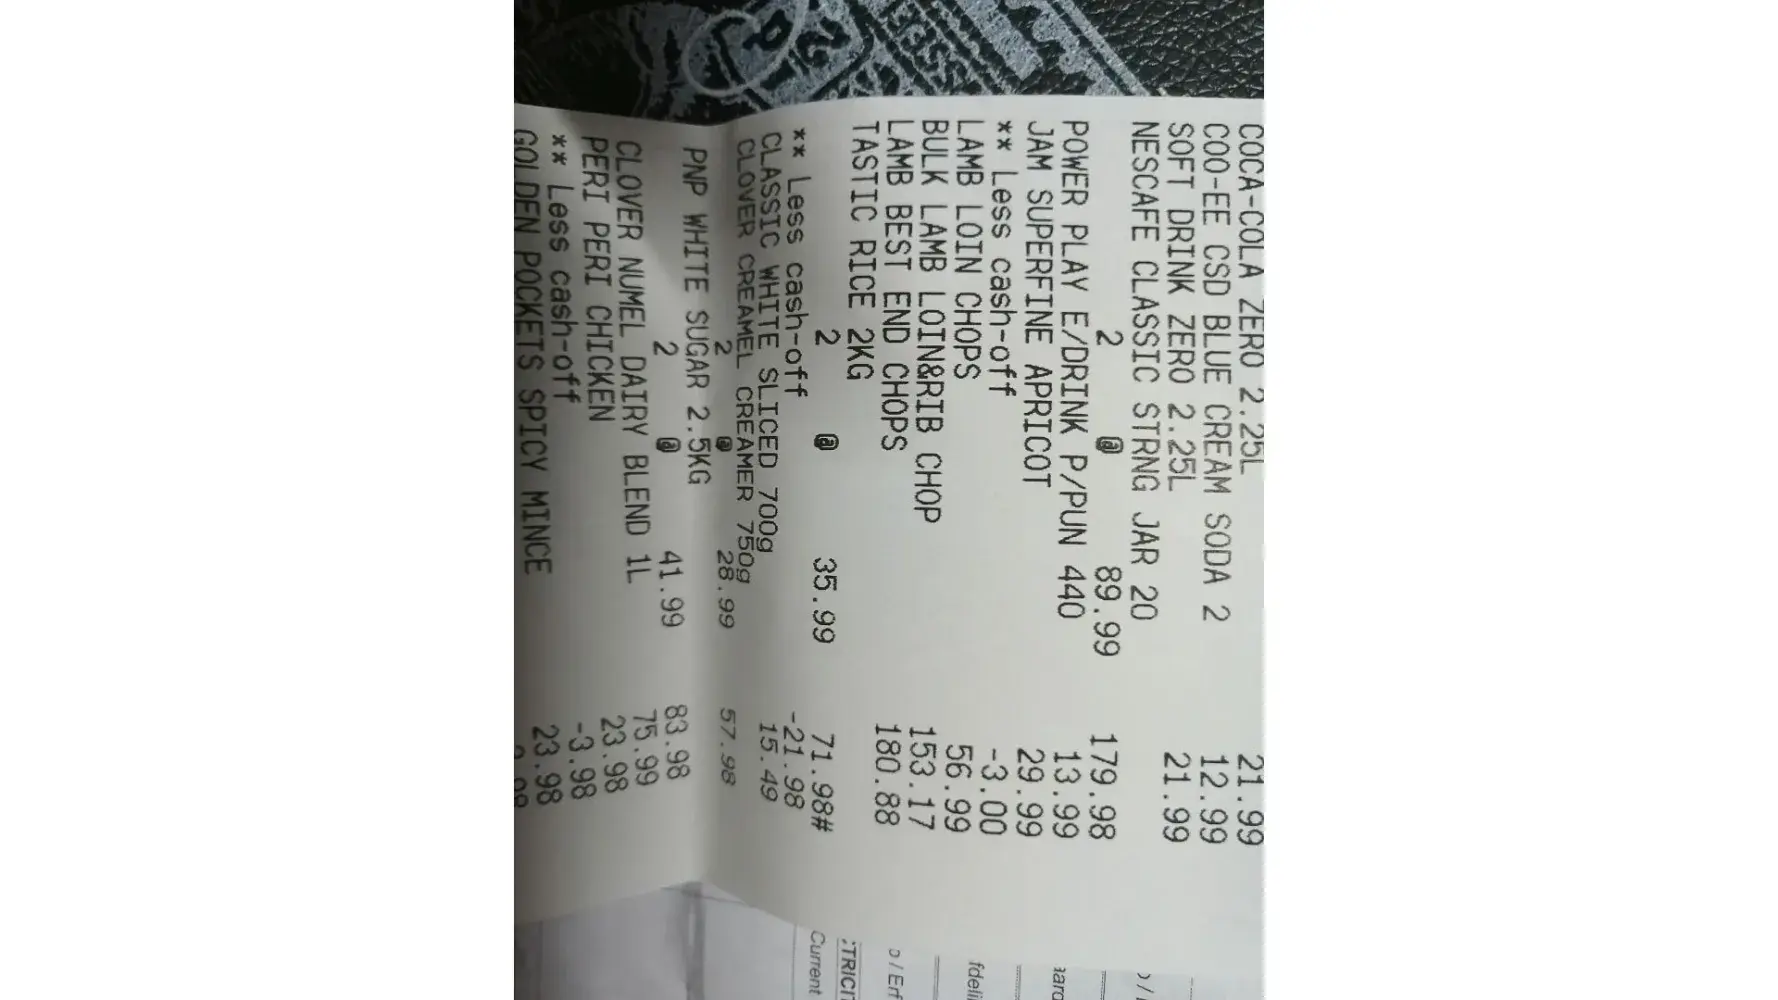 COCA-COLA ZERO 2.25L 21.99
COO-EE CSD BLUE CREAM SODA 2 12.99
SOFT DRINK ZERO 2.25L 21.99
NESCAFE CLASSIC STRNG JAR 20
2 @ 89.99 179.98
POWER PLAY E/DRINK P/PUN 440 13.99
JAM SUPERFINE APRICOT 29.99
** Less cash-off -3.00
LAMB LOIN CHOPS 56.99
BULK LAMB LOIN&RIB CHOP 153.17
LAMB BEST END CHOPS 180.88
TASTIC RICE 2KG
2 @ 35.99 71.98#
** Less cash-off -21.98
CLASSIC WHITE SLICED 700g 15.49
CLOVER CREAMEL CREAMER 750g
2 @ 28.99 57.98
PNP WHITE SUGAR 2.5KG
2 @ 41.99 83.98
CLOVER NUMEL DAIRY BLEND 1L 75.99
PERI PERI CHICKEN 23.98
** Less cash-off -3.98
GOLDEN POCKETS SPICY MINCE 23.98
Current